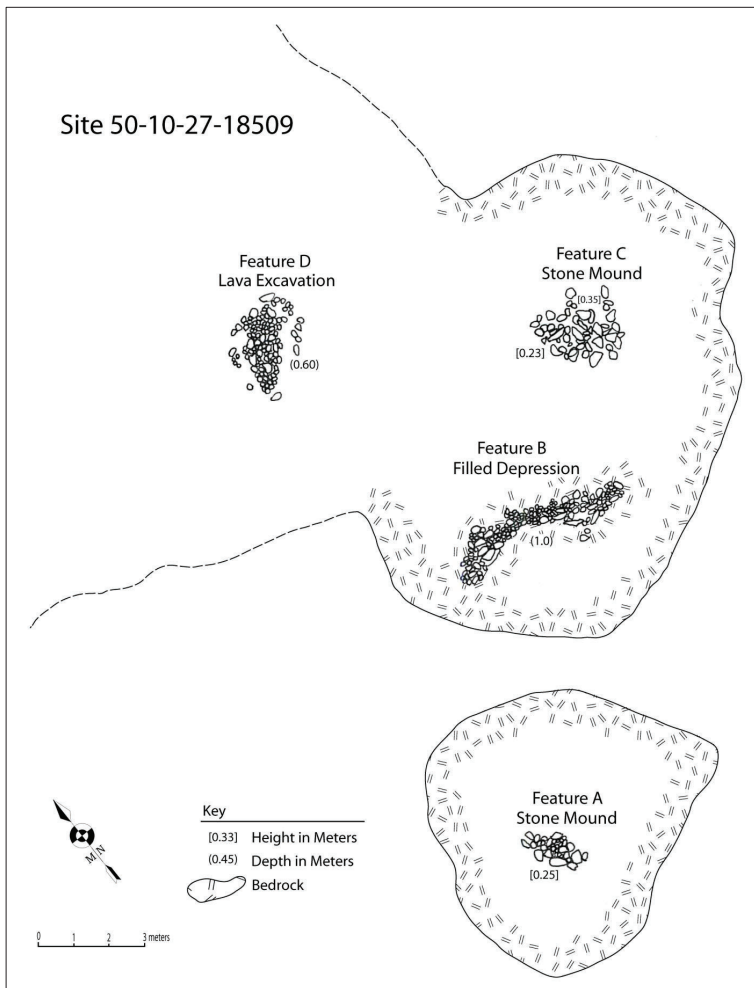 Site 50-10-27-18509
Feature D
Lava Excavation
(0.60)
Feature C
Stone Mound
[0.35]
[0.23]
Feature B
Filled Depression
(1.0)
Feature A
Stone Mound
[0.25]
MN
Key
[0.33] Height in Meters
(0.45) Depth in Meters
Bedrock
0 1 2 3 meters